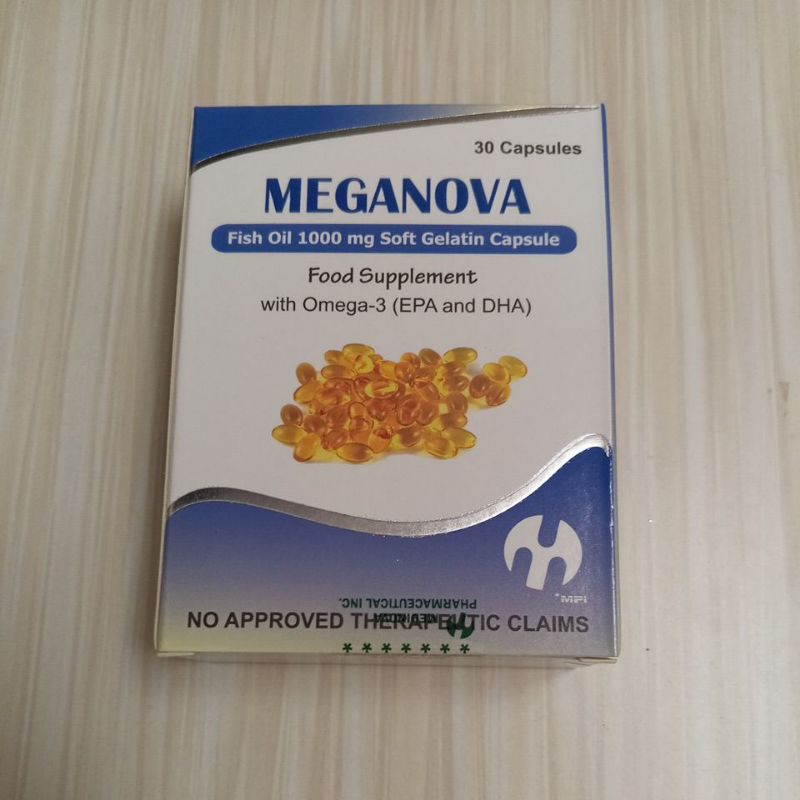 30 Capsules
MEGANOVA
Fish Oil 1000 mg Soft Gelatin Capsule
Food Supplement
with Omega-3 (EPA and DHA)
MPI
NO APPROVED THERAPEUTIC CLAIMS
MEDINOVA
PHARMACEUTICAL INC.